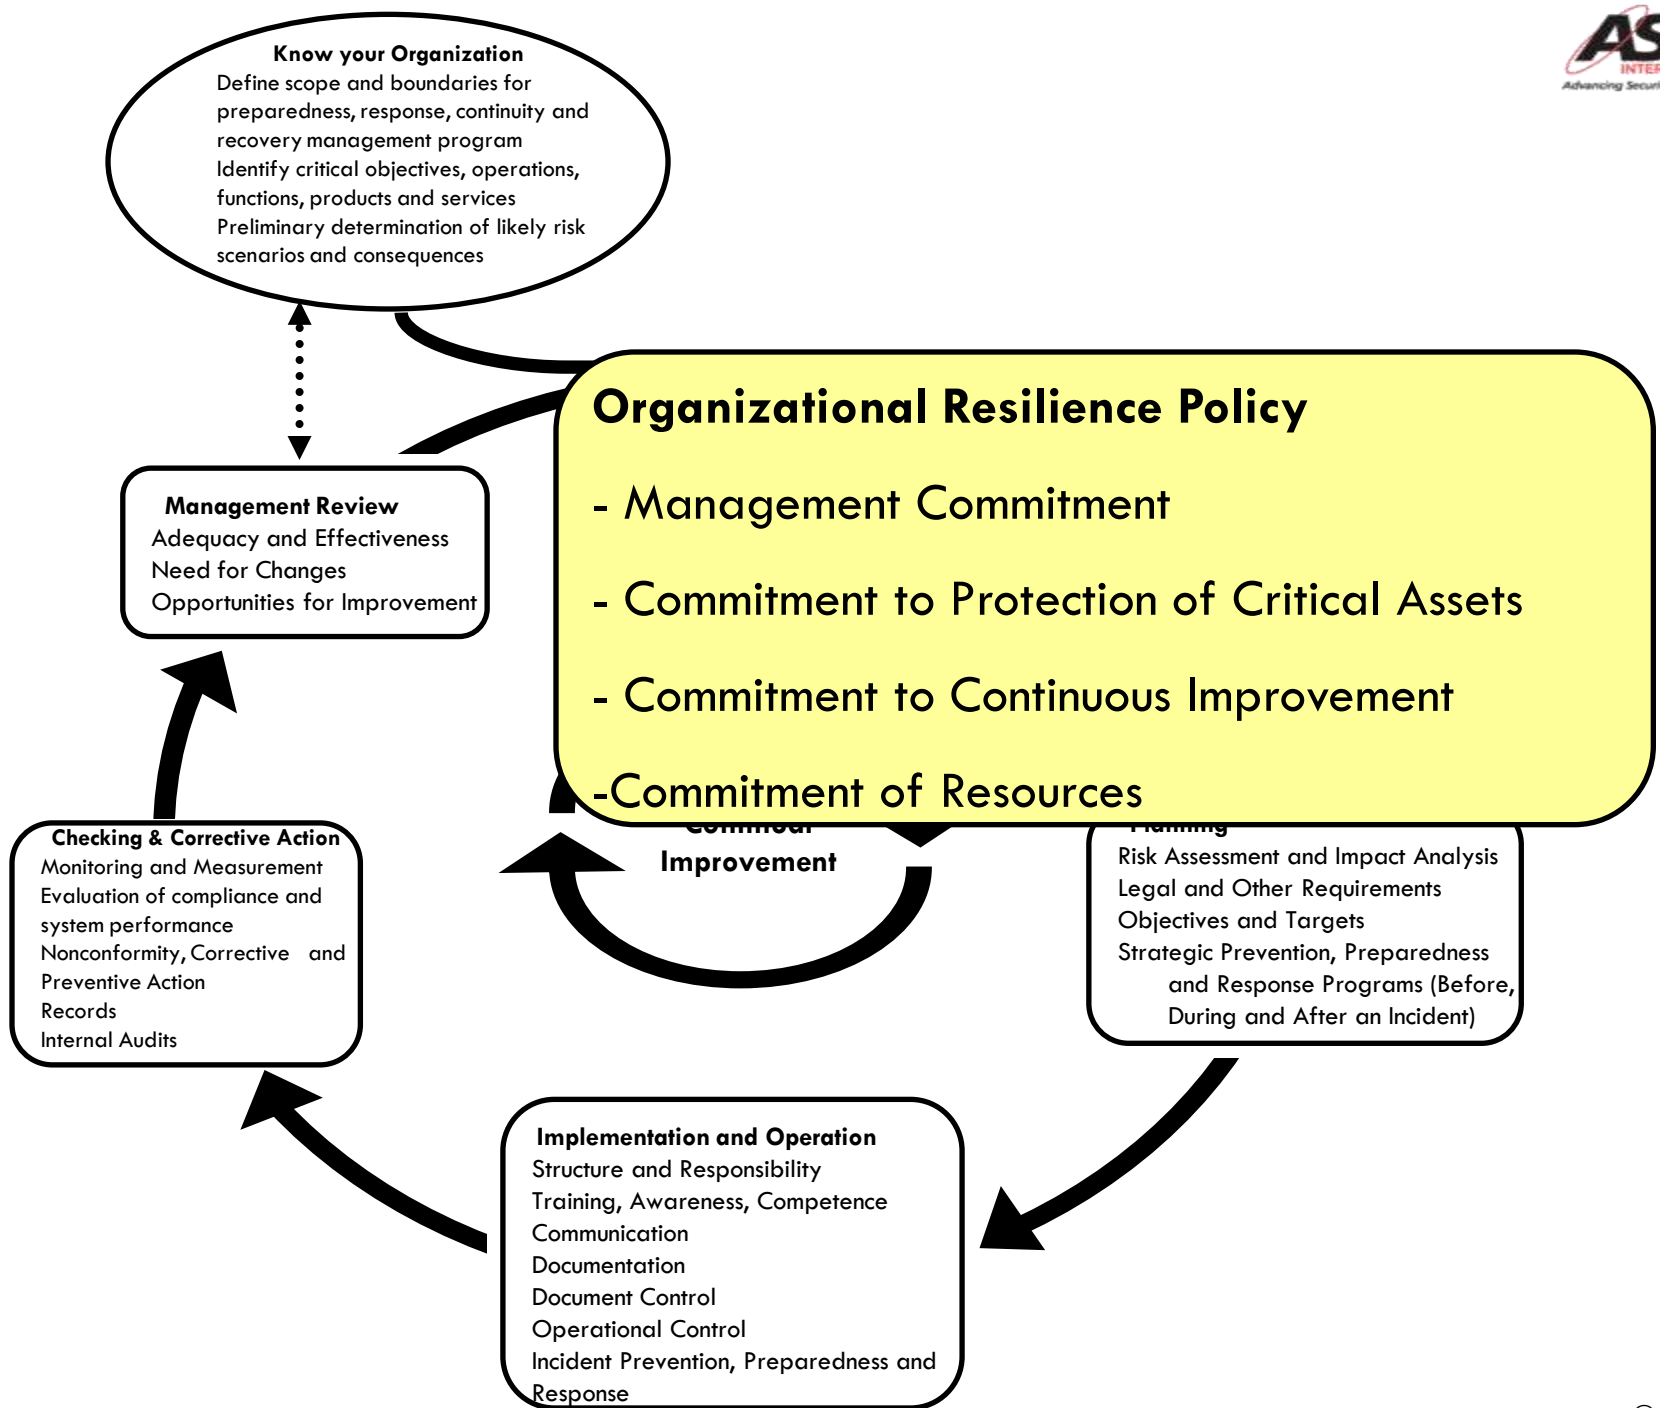 AS
INTER
Advancing Securi
Know your Organization
Define scope and boundaries for
preparedness, response, continuity and
recovery management program
Identify critical objectives, operations,
functions, products and services
Preliminary determination of likely risk
scenarios and consequences
Organizational Resilience Policy
- Management Commitment
- Commitment to Protection of Critical Assets
- Commitment to Continuous Improvement
-Commitment of Resources
Management Review
Adequacy and Effectiveness
Need for Changes
Opportunities for Improvement
Continual
Improvement
Planning
Risk Assessment and Impact Analysis
Legal and Other Requirements
Objectives and Targets
Strategic Prevention, Preparedness
and Response Programs (Before,
During and After an Incident)
Checking & Corrective Action
Monitoring and Measurement
Evaluation of compliance and
system performance
Nonconformity, Corrective and
Preventive Action
Records
Internal Audits
Implementation and Operation
Structure and Responsibility
Training, Awareness, Competence
Communication
Documentation
Document Control
Operational Control
Incident Prevention, Preparedness and
Response